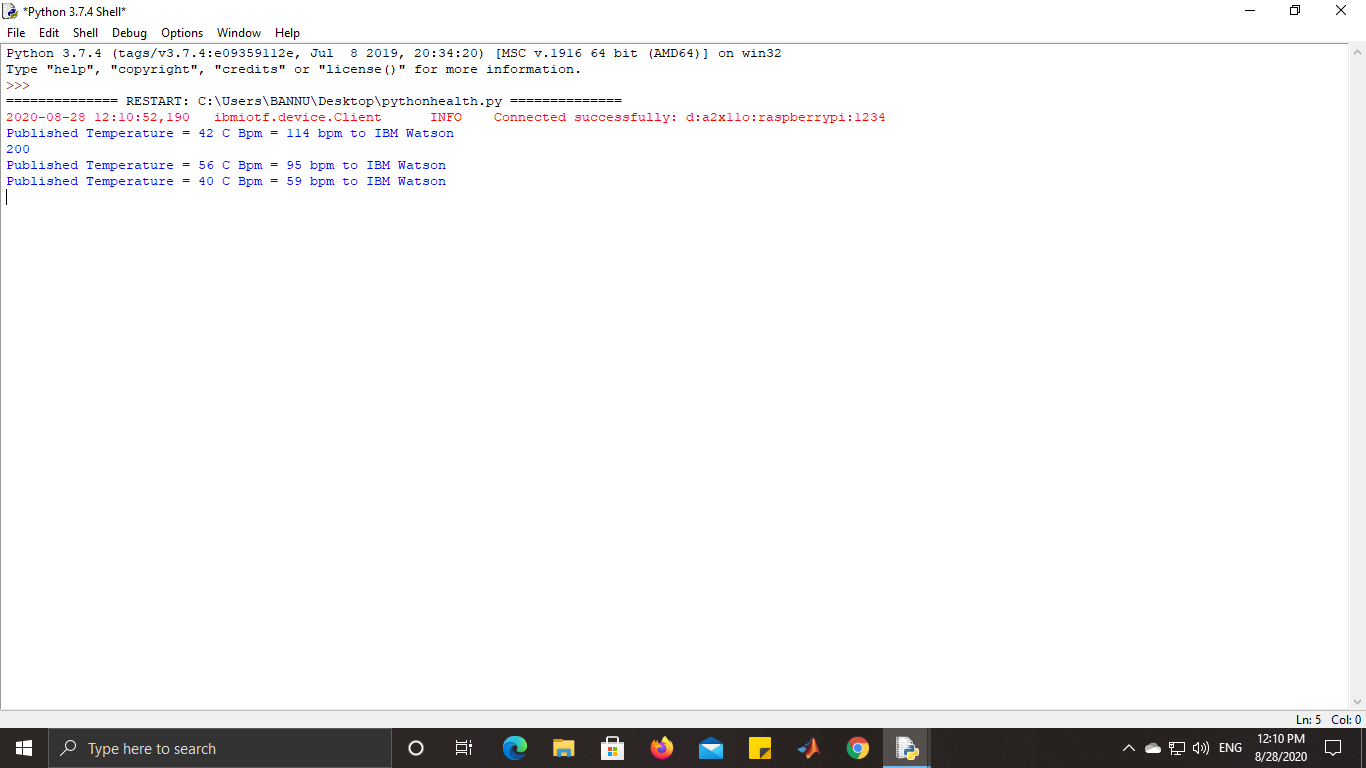 *Python 3.7.4 Shell*
File Edit Shell Debug Options Window Help
Python 3.7.4 (tags/v3.7.4:e09359112e, Jul  8 2019, 20:34:20) [MSC v.1916 64 bit (AMD64)] on win32
Type "help", "copyright", "credits" or "license()" for more information.
>>>
============== RESTART: C:\Users\BANNU\Desktop\pythonhealth.py ==============
2020-08-28 12:10:52,190   ibmiotf.device.Client      INFO    Connected successfully: d:a2x11o:raspberrypi:1234
Published Temperature = 42 C Bpm = 114 bpm to IBM Watson
200
Published Temperature = 56 C Bpm = 95 bpm to IBM Watson
Published Temperature = 40 C Bpm = 59 bpm to IBM Watson
Ln: 5 Col: 0
Type here to search
ENG
12:10 PM
8/28/2020